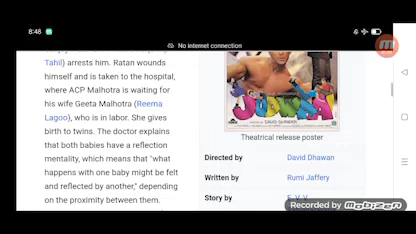 8:48
No internet connection
Tahil) arrests him. Ratan wounds
himself and is taken to the hospital,
where ACP Malhotra is waiting for
his wife Geeta Malhotra (Reema
Lagoo), who is in labor. She gives
birth to twins. The doctor explains
that both babies have a reflection
mentality, which means that "what
happens with one baby might be felt
and reflected by another," depending
on the proximity between them.
JUDWAA
DAVID DHAWAN
Theatrical release poster
Directed by David Dhawan
Written by Rumi Jaffery
Story by E. V. V.
Recorded by Mobizen